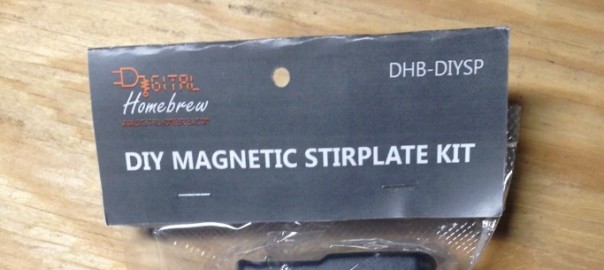 DIGITAL
Homebrew
DHB-DIYSP
DIY MAGNETIC STIRPLATE KIT